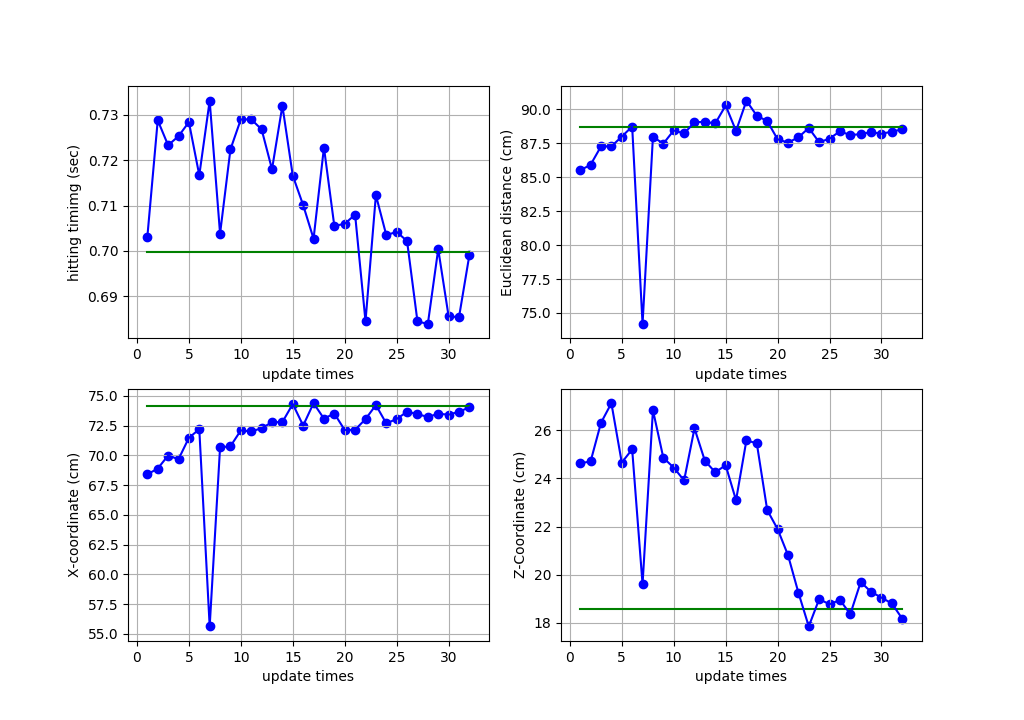 hitting timimg (sec)
0.73
0.72
0.71
0.70
0.69
0 5 10 15 20 25 30
update times
Euclidean distance (cm)
90.0
87.5
85.0
82.5
80.0
77.5
75.0
0 5 10 15 20 25 30
update times
X-coordinate (cm)
75.0
72.5
70.0
67.5
65.0
62.5
60.0
57.5
55.0
0 5 10 15 20 25 30
update times
Z-Coordinate (cm)
26
24
22
20
18
0 5 10 15 20 25 30
update times